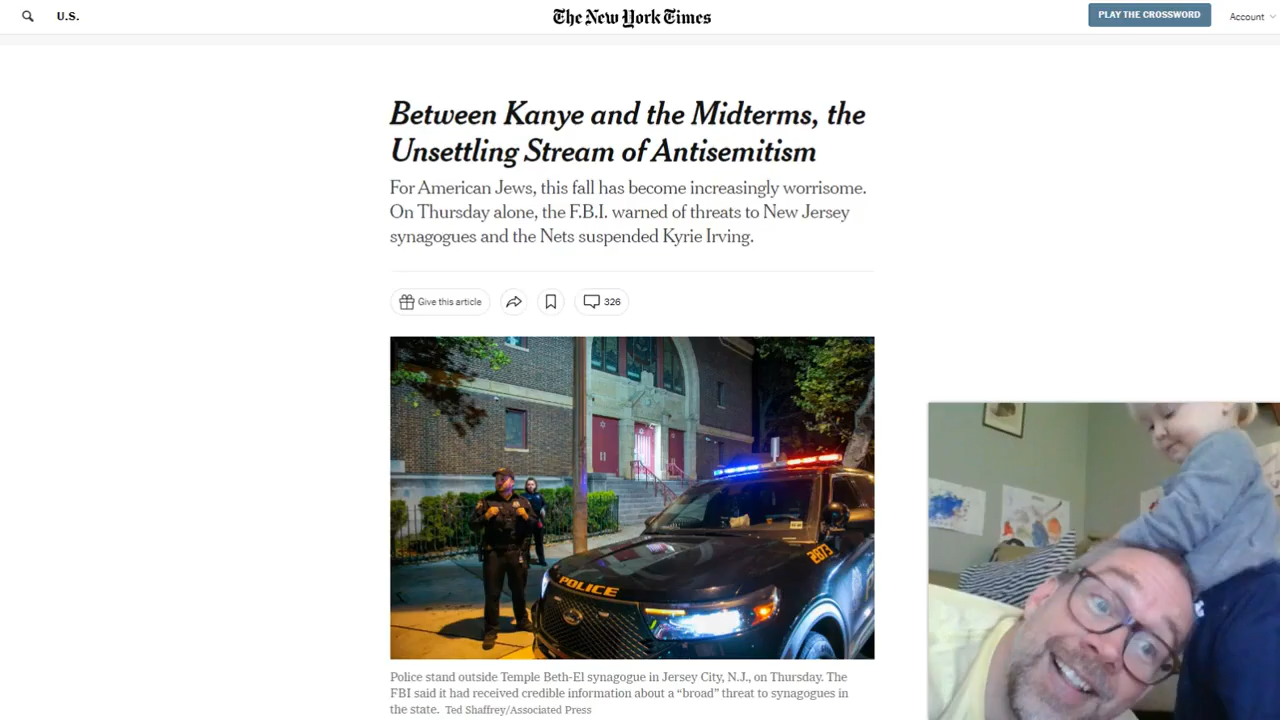 U.S.
The New York Times
PLAY THE CROSSWORD
Account
Between Kanye and the Midterms, the
Unsettling Stream of Antisemitism
For American Jews, this fall has become increasingly worrisome.
On Thursday alone, the F.B.I. warned of threats to New Jersey
synagogues and the Nets suspended Kyrie Irving.
Give this article
326
2873
POLICE
Police stand outside Temple Beth-El synagogue in Jersey City, N.J., on Thursday. The
FBI said it had received credible information about a “broad” threat to synagogues in
the state. Ted Shaffrey/Associated Press